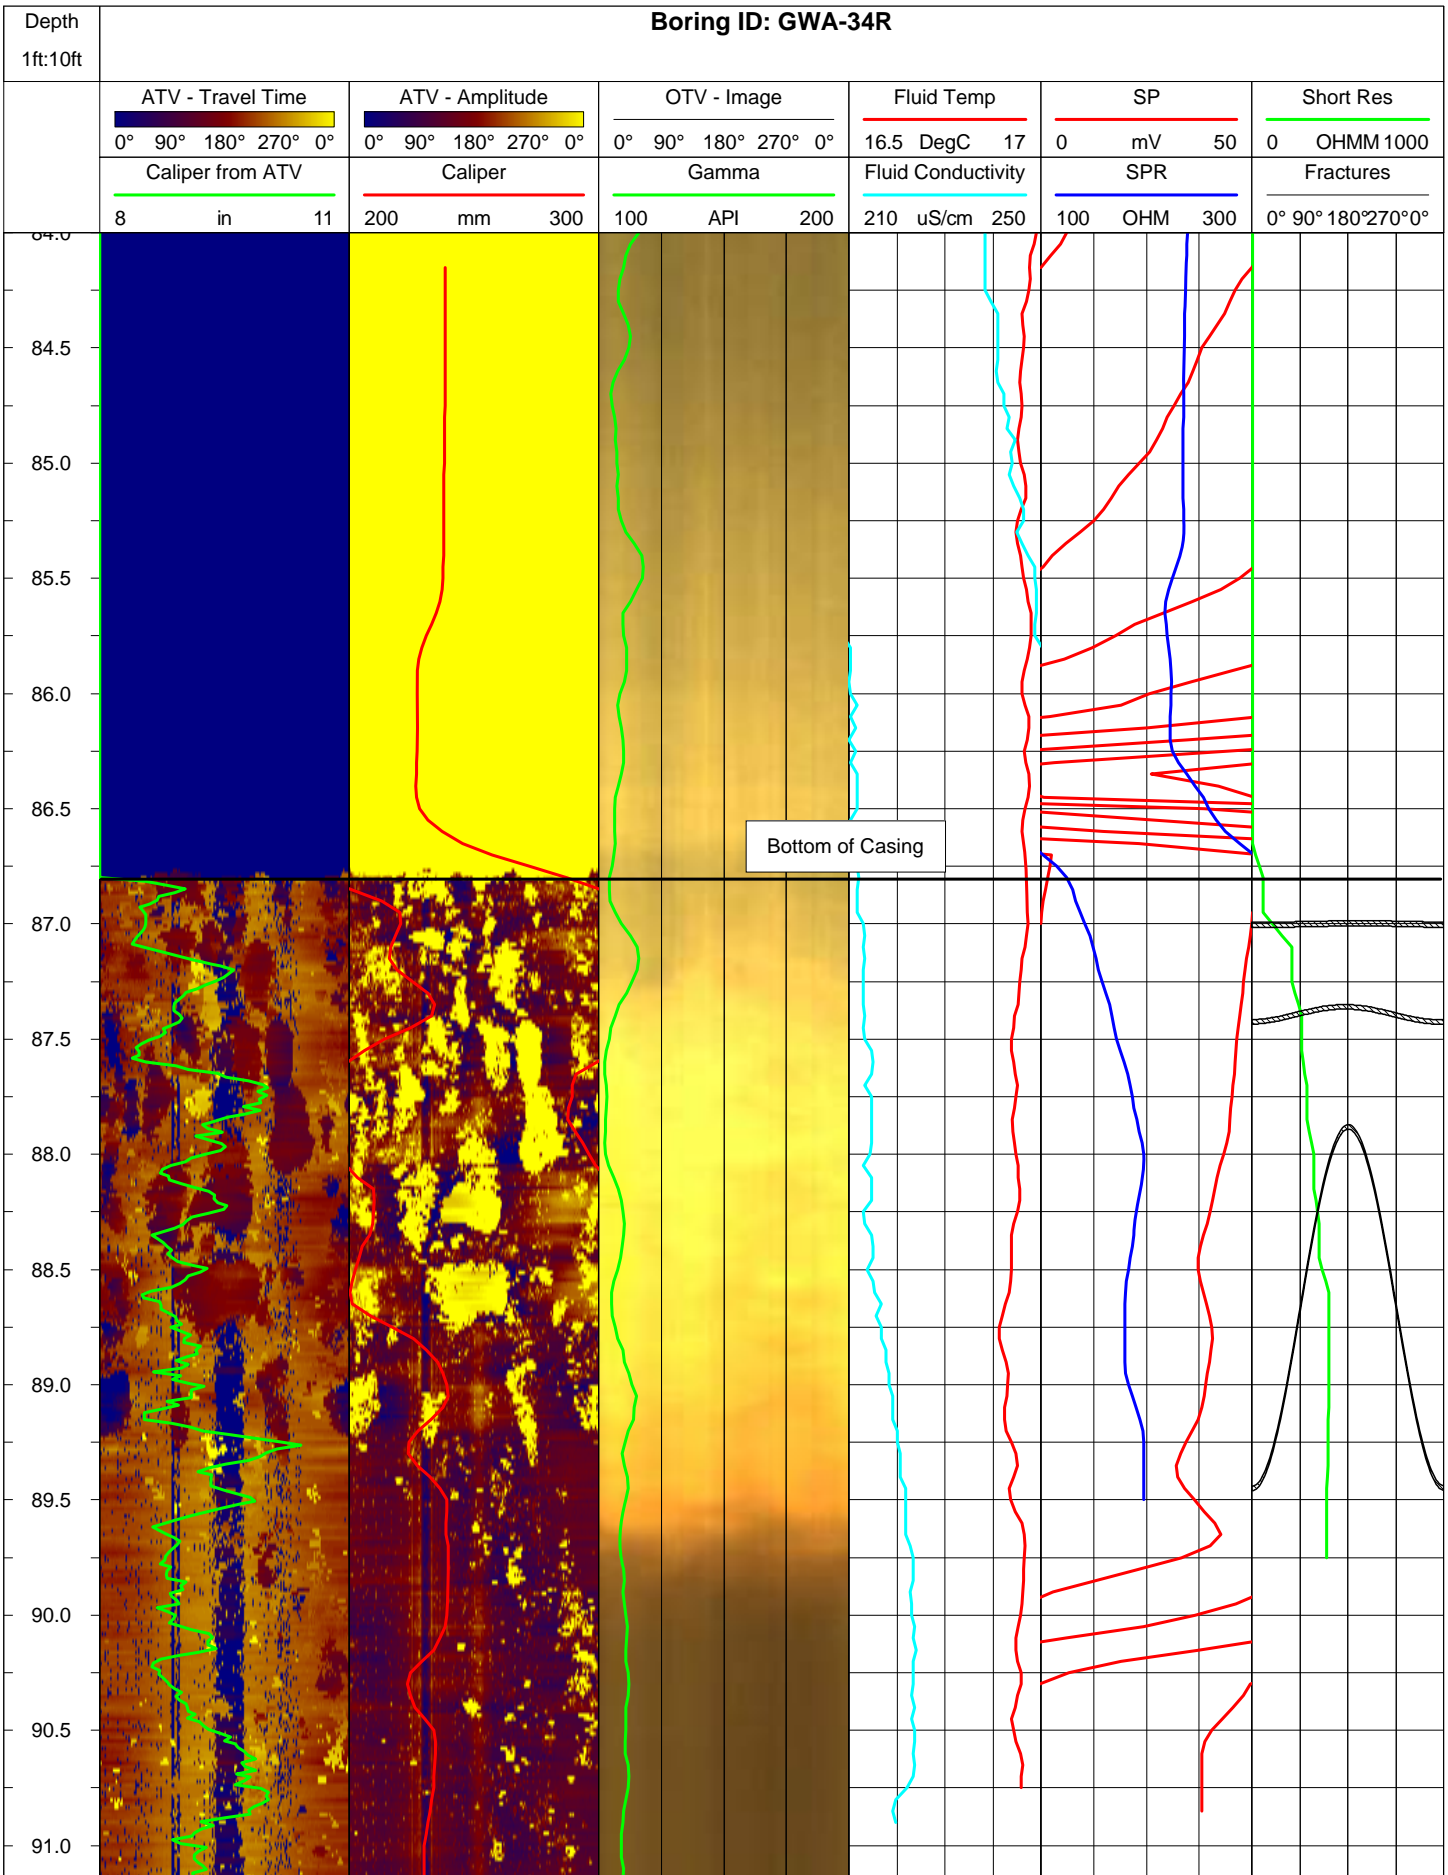 Depth
1ft:10ft
Boring ID: GWA-34R
ATV - Travel Time
0° 90° 180° 270° 0°
ATV - Amplitude
0° 90° 180° 270° 0°
OTV - Image
0° 90° 180° 270° 0°
Fluid Temp
16.5 DegC 17
SP
0 mV 50
Short Res
0 OHMM 1000
Caliper from ATV
8 in 11
Caliper
200 mm 300
Gamma
100 API 200
Fluid Conductivity
210 uS/cm 250
SPR
100 OHM 300
Fractures
0° 90° 180° 270° 0°
84.0
84.5
85.0
85.5
86.0
86.5
Bottom of Casing
87.0
87.5
88.0
88.5
89.0
89.5
90.0
90.5
91.0